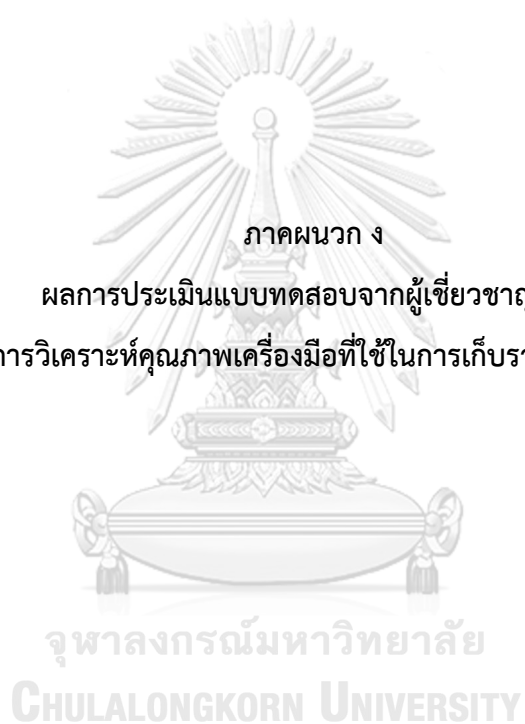 ภาคผนวก ง
ผลการประเมินแบบทดสอบจากผู้เชี่ยวชาญ
การวิเคราะห์คุณภาพเครื่องมือที่ใช้ในการเก็บรา
จุฬาลงกรณ์มหาวิทยาลัย
CHULALONGKORN UNIVERSITY